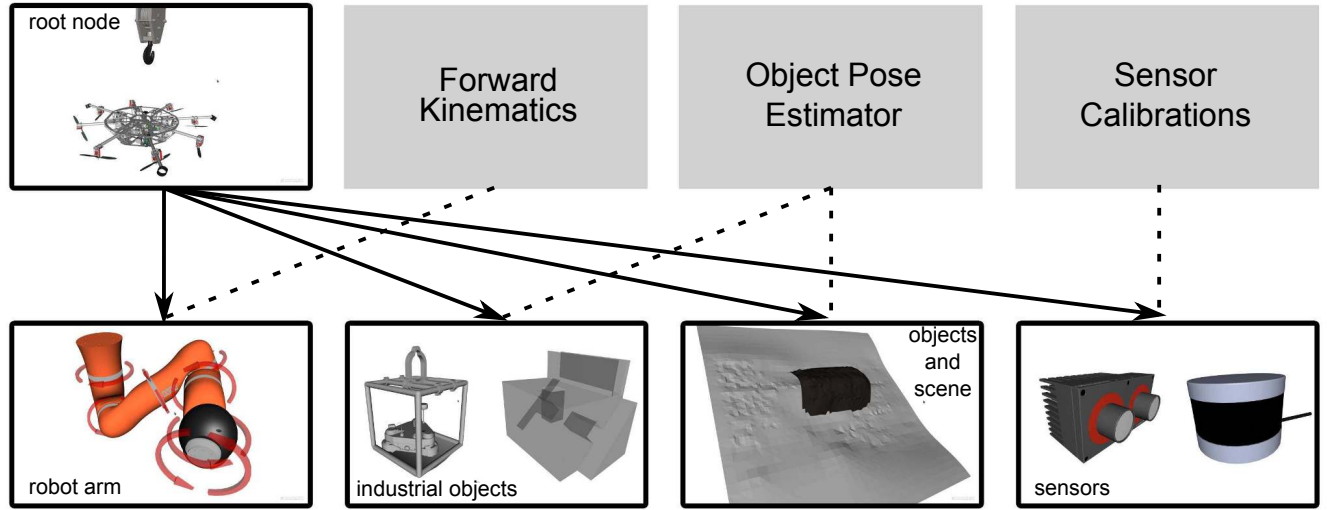 root node
Forward
Kinematics
Object Pose
Estimator
Sensor
Calibrations
robot arm
industrial objects
objects
and
scene
sensors